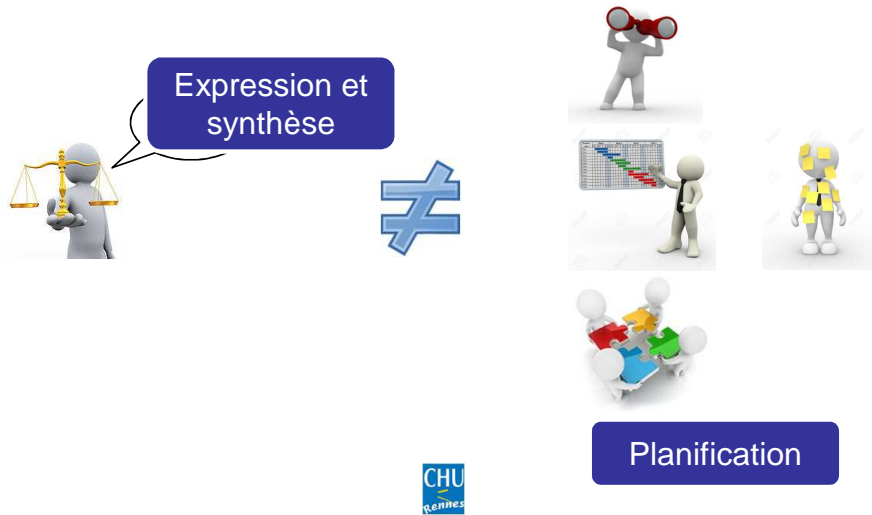 Expression et
synthèse
Planification
CHU
Rennes